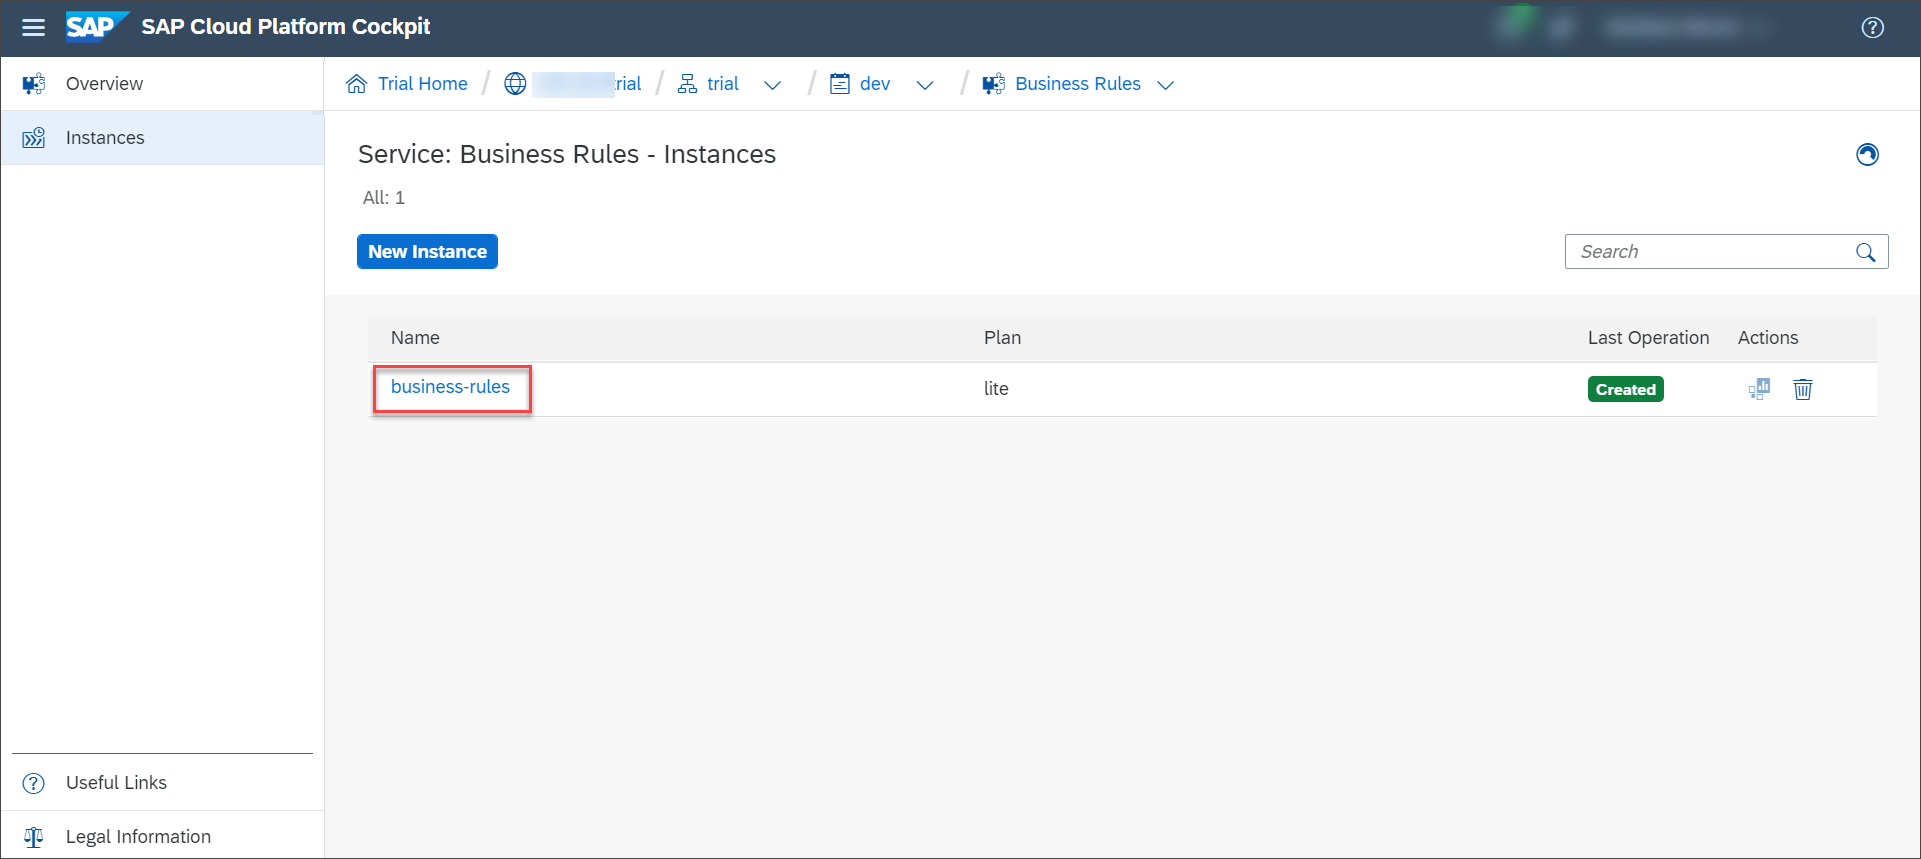 SAP SAP Cloud Platform Cockpit
Overview
Trial Home / rial / trial / dev / Business Rules
Instances
Service: Business Rules - Instances
All: 1
New Instance
Search
Name Plan Last Operation Actions
business-rules lite Created
Useful Links
Legal Information